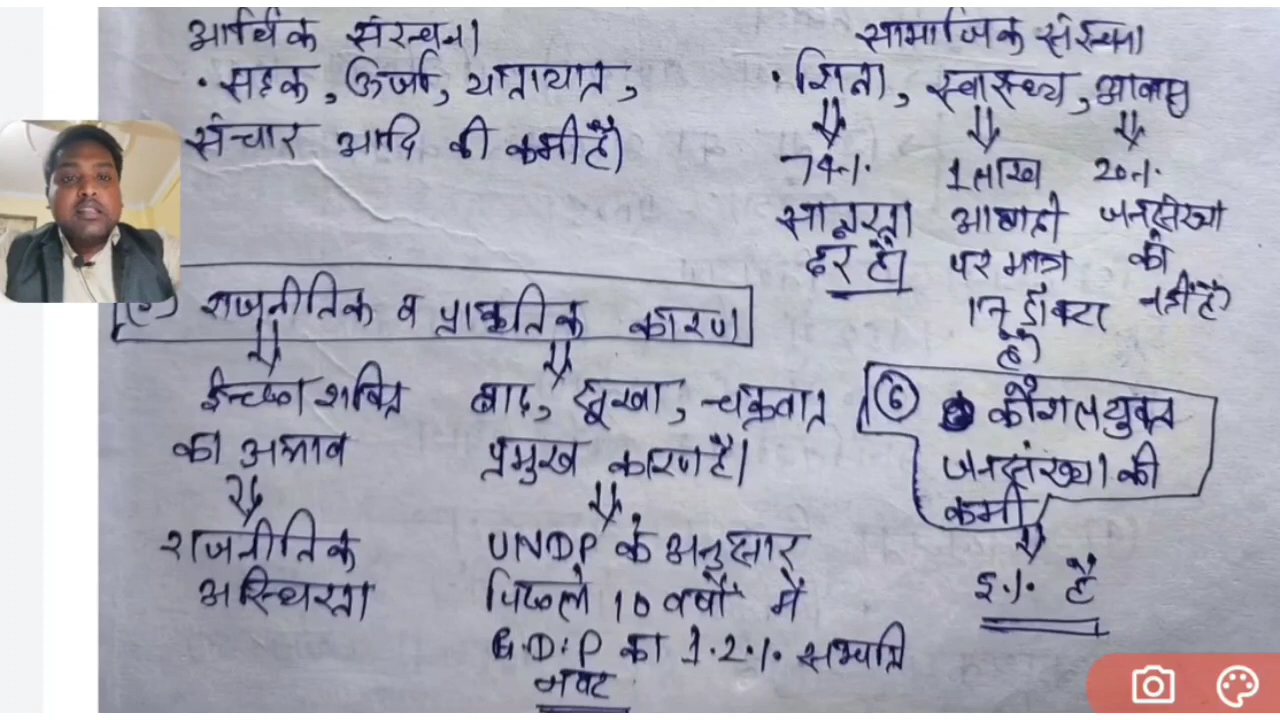 आर्थिक संरचना
• सड़क, ऊर्जा, यातायात,
संचार आदि की कमी है।
सामाजिक संरचना
• शिक्षा, स्वास्थ्य, आवास
74% 1 लाख 20%
साक्षरता आबादी जनसंख्या
दर है। पर मात्र को
17 डॉक्टर नहीं है।
है।
राजनीतिक व प्राकृतिक कारण
ईच्छा शक्ति
का अभाव
राजनीतिक
अस्थिरता
बाढ़, सूखा, चक्रवात
प्रमुख कारण है।
UNDP के अनुसार
पिछले 10 वर्षों में
G.D.P का 1.2% सम्पत्ति
नष्ट
6 कौशलयुक्त
जनसंख्या की
कमी
5% है